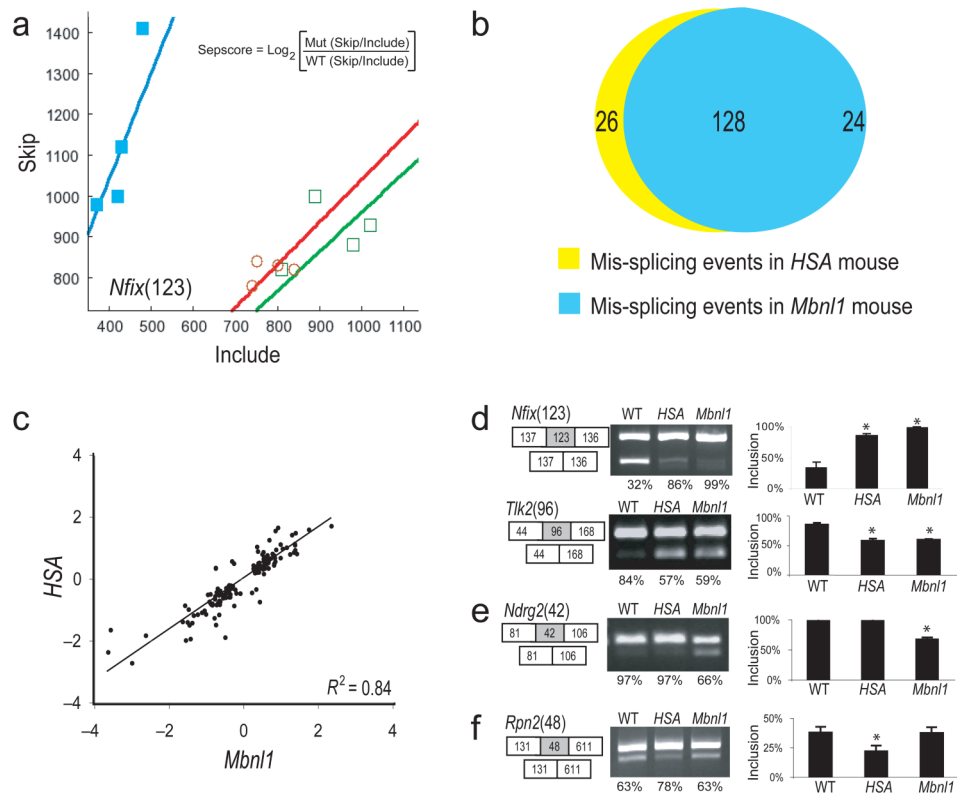 a
Sepscore = Log2 [Mut (Skip/Include) / WT (Skip/Include)]
Skip
1400
1300
1200
1100
1000
900
800
Nfix(123)
400 500 600 700 800 900 1000 1100
Include
b
26 128 24
Mis-splicing events in HSA mouse
Mis-splicing events in Mbnl1 mouse
c
HSA
4
2
0
–2
–4
R2 = 0.84
–4 –2 0 2 4
Mbnl1
d
Nfix(123)
137 123 136
137 136
WT HSA Mbnl1
32% 86% 99%
Inclusion
100%
50%
0%
* *
WT HSA Mbnl1
Tlk2(96)
44 96 168
44 168
WT HSA Mbnl1
84% 57% 59%
Inclusion
100%
50%
0%
* *
WT HSA Mbnl1
e
Ndrg2(42)
81 42 106
81 106
WT HSA Mbnl1
97% 97% 66%
Inclusion
100%
50%
0%
*
WT HSA Mbnl1
f
Rpn2(48)
131 48 611
131 611
WT HSA Mbnl1
63% 78% 63%
Inclusion
50%
25%
0%
*
WT HSA Mbnl1